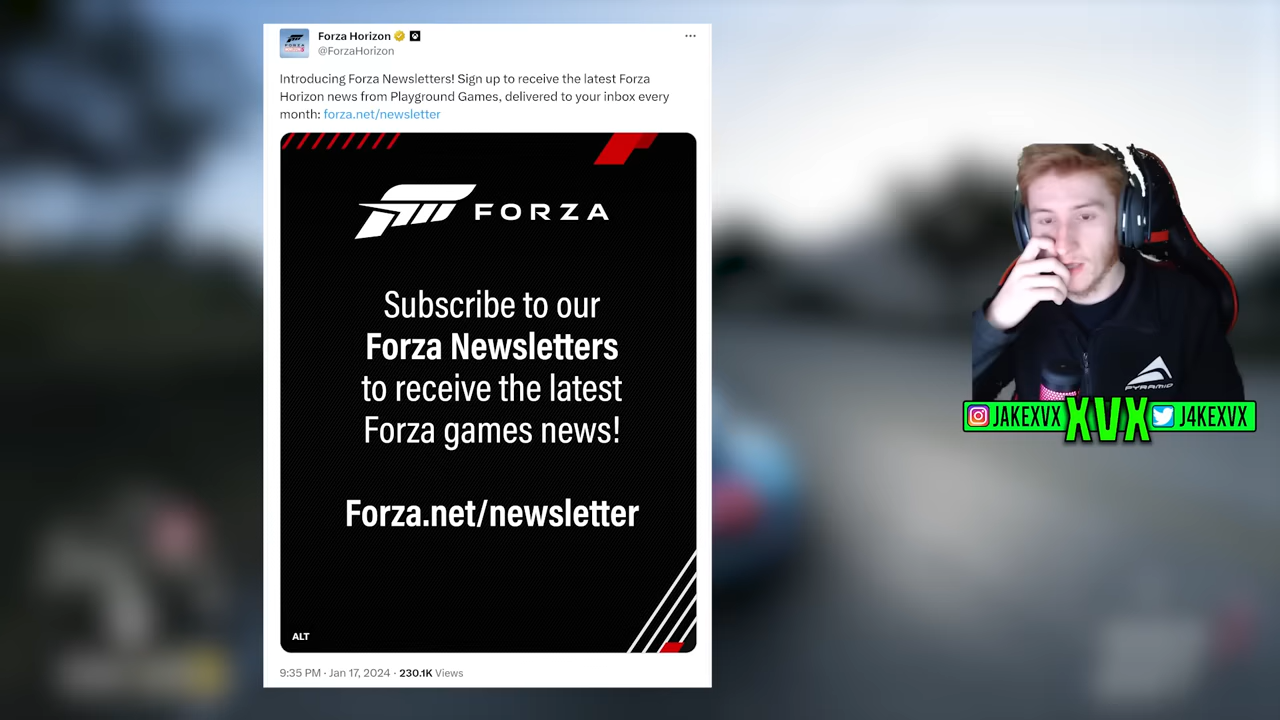 Forza Horizon
@ForzaHorizon
Introducing Forza Newsletters! Sign up to receive the latest Forza
Horizon news from Playground Games, delivered to your inbox every
month: forza.net/newsletter
FORZA
Subscribe to our
Forza Newsletters
to receive the latest
Forza games news!
Forza.net/newsletter
ALT
9:35 PM · Jan 17, 2024 · 230.1K Views
PYRAMID
JAKEXVX XVX J4KEXVX